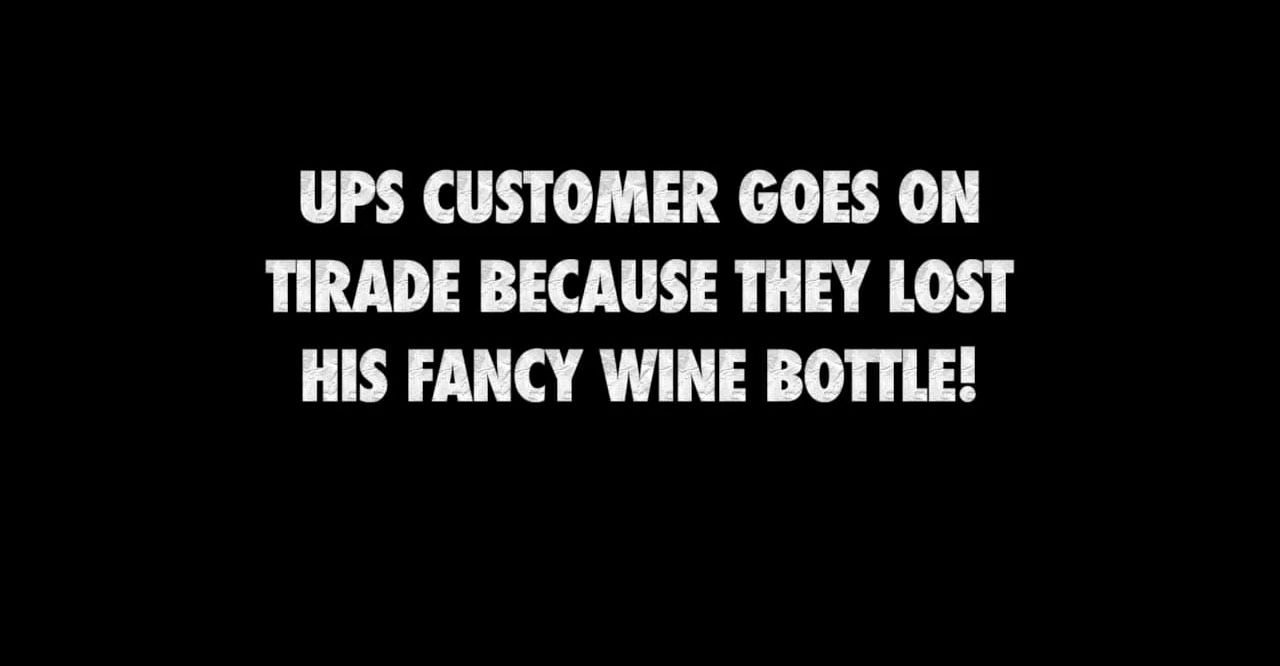 UPS CUSTOMER GOES ON
TIRADE BECAUSE THEY LOST
HIS FANCY WINE BOTTLE!